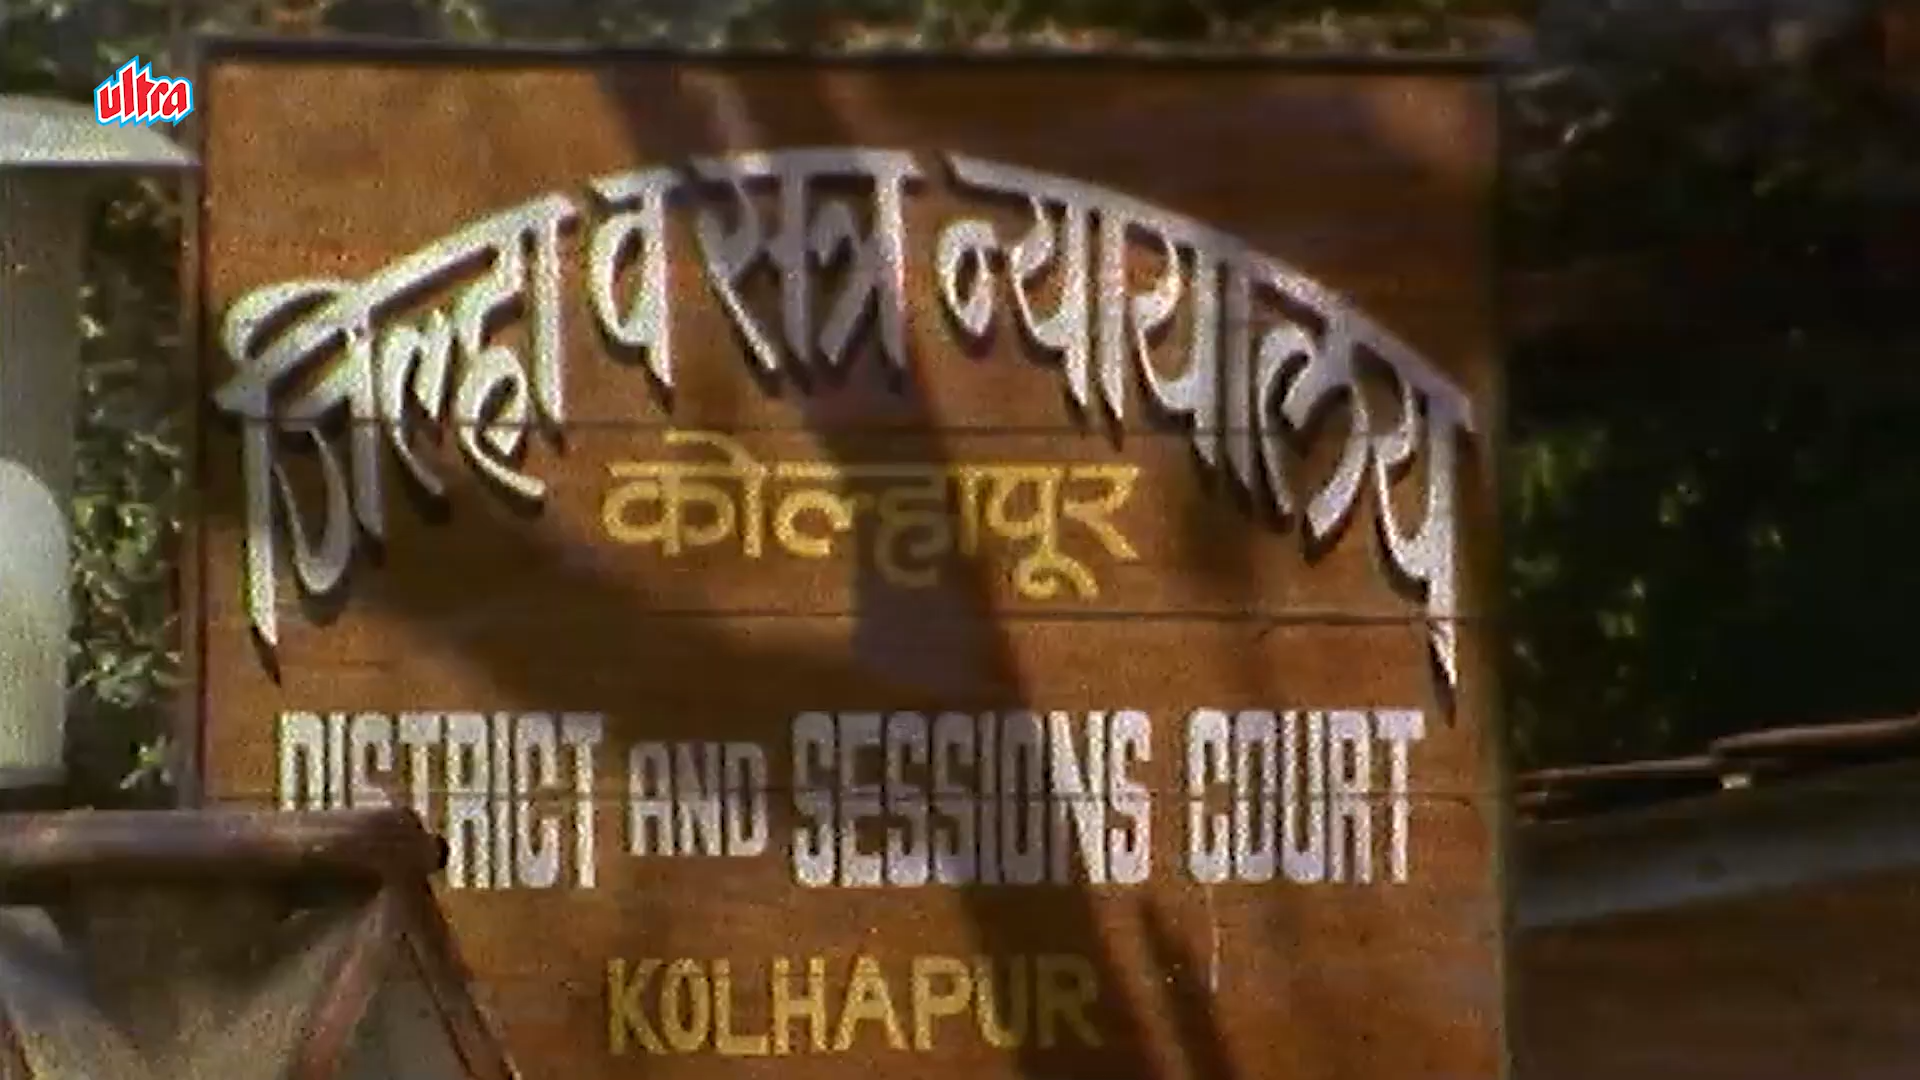 ultra
जिल्हा व सत्र न्यायालय
कोल्हापूर
DISTRICT AND SESSIONS COURT
KOLHAPUR